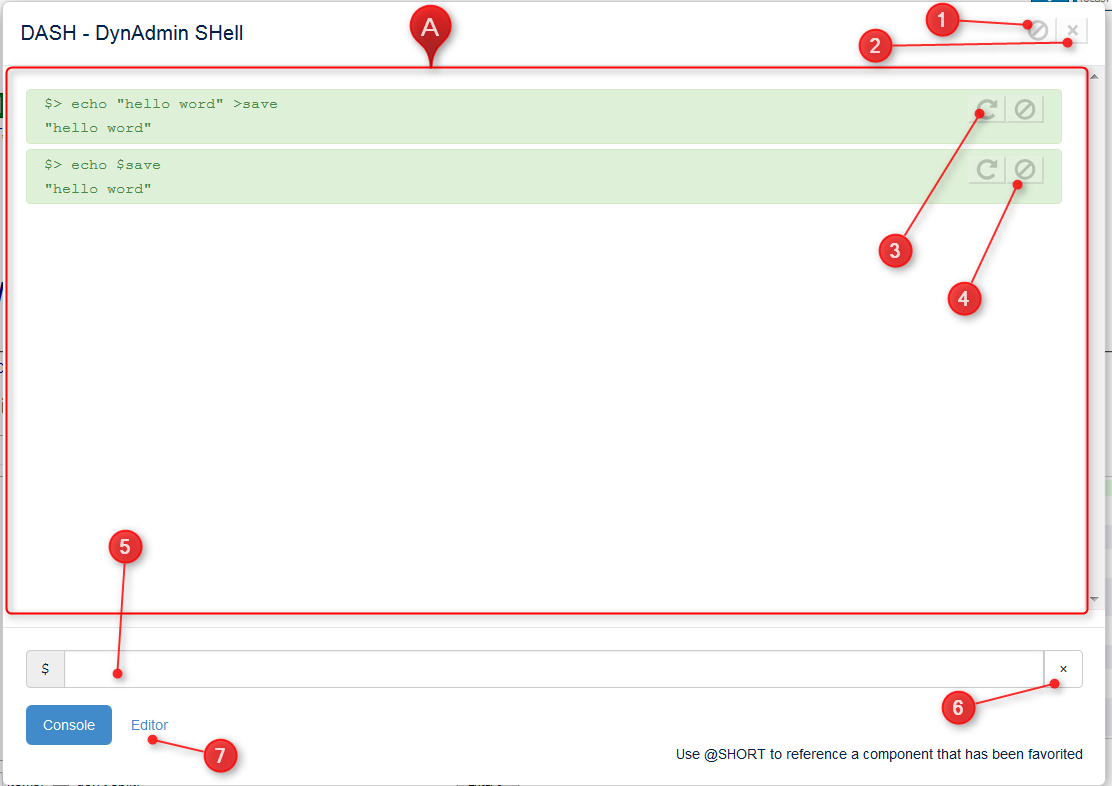 DASH - DynAdmin SHell
A
1
2
$> echo "hello word" >save
"hello word"
$> echo $save
"hello word"
3
4
5
$
×
6
Console
Editor
7
Use @SHORT to reference a component that has been favorited